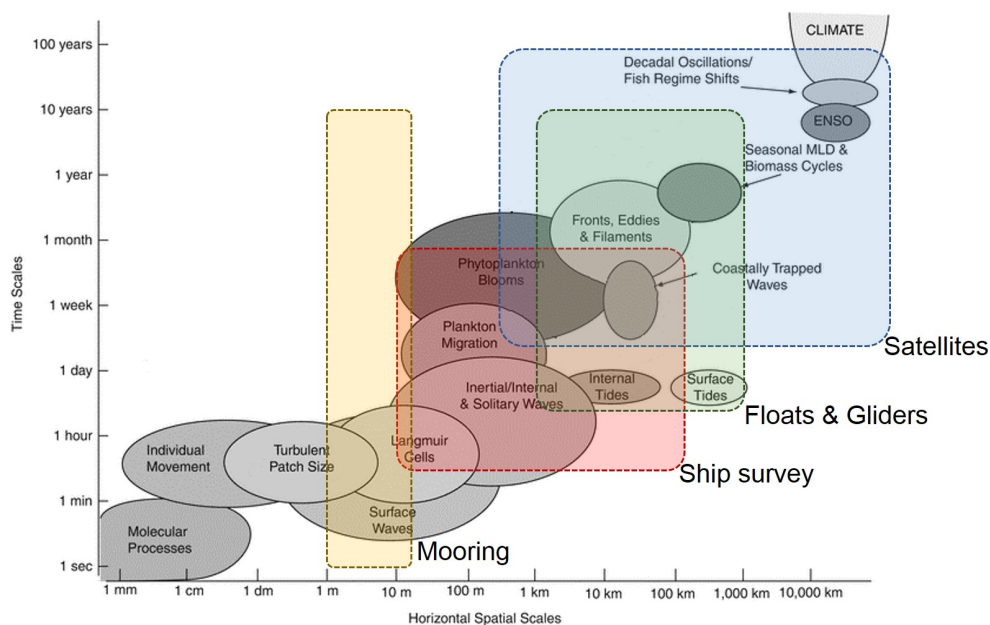 CLIMATE
100 years
Decadal Oscillations/
Fish Regime Shifts
10 years
ENSO
Seasonal MLD &
Biomass Cycles
1 year
Fronts, Eddies
& Filaments
1 month
Phytoplankton
Blooms
Coastally Trapped
Waves
Time Scales
1 week
Plankton
Migration
Satellites
1 day
Internal
Tides
Surface
Tides
Inertial/Internal
& Solitary Waves
Floats & Gliders
1 hour
Individual
Movement
Turbulent
Patch Size
Langmuir
Cells
Ship survey
1 min
Surface
Waves
Molecular
Processes
Mooring
1 sec
1 mm
1 cm
1 dm
1 m
10 m
100 m
1 km
10 km
100 km
1,000 km
10,000 km
Horizontal Spatial Scales